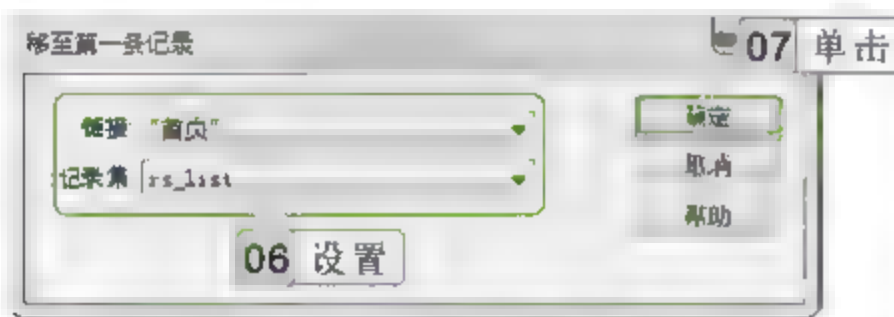 移至第一条记录
07 单击
链接 "首页"
确定
记录集 rs_list
取消
帮助
06 设置